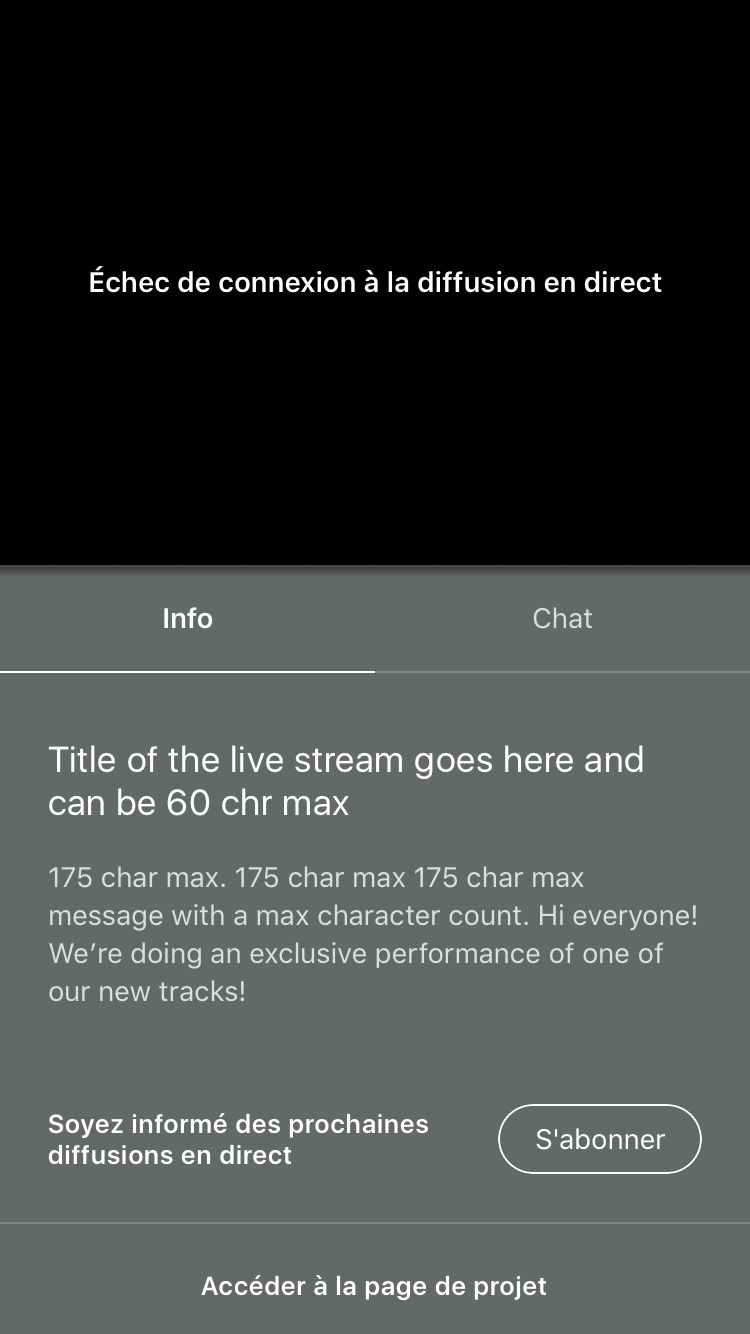 Échec de connexion à la diffusion en direct
Info
Chat
Title of the live stream goes here and
can be 60 chr max
175 char max. 175 char max 175 char max
message with a max character count. Hi everyone!
We’re doing an exclusive performance of one of
our new tracks!
Soyez informé des prochaines
diffusions en direct
S'abonner
Accéder à la page de projet